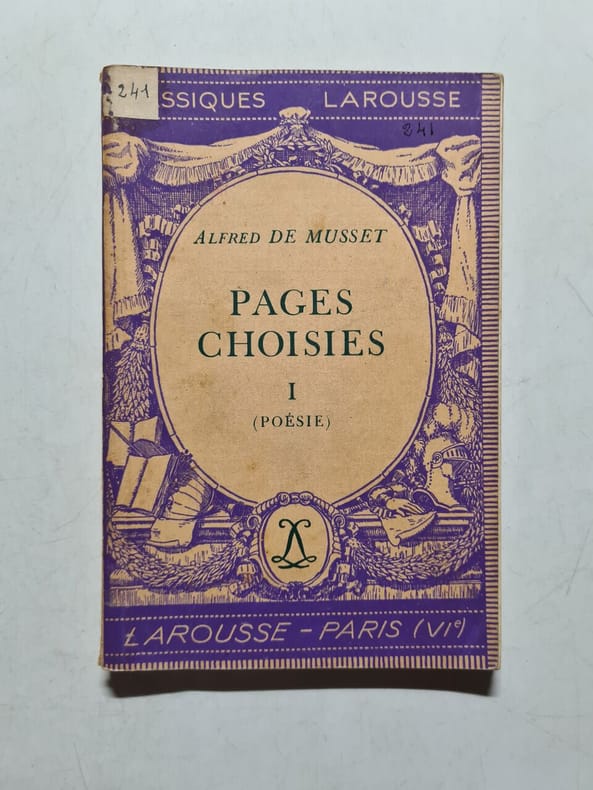 241
SSIQUES LAROUSSE
241
ALFRED DE MUSSET
PAGES
CHOISIES
I
(POÉSIE)
LAROUSSE – PARIS (VIe)